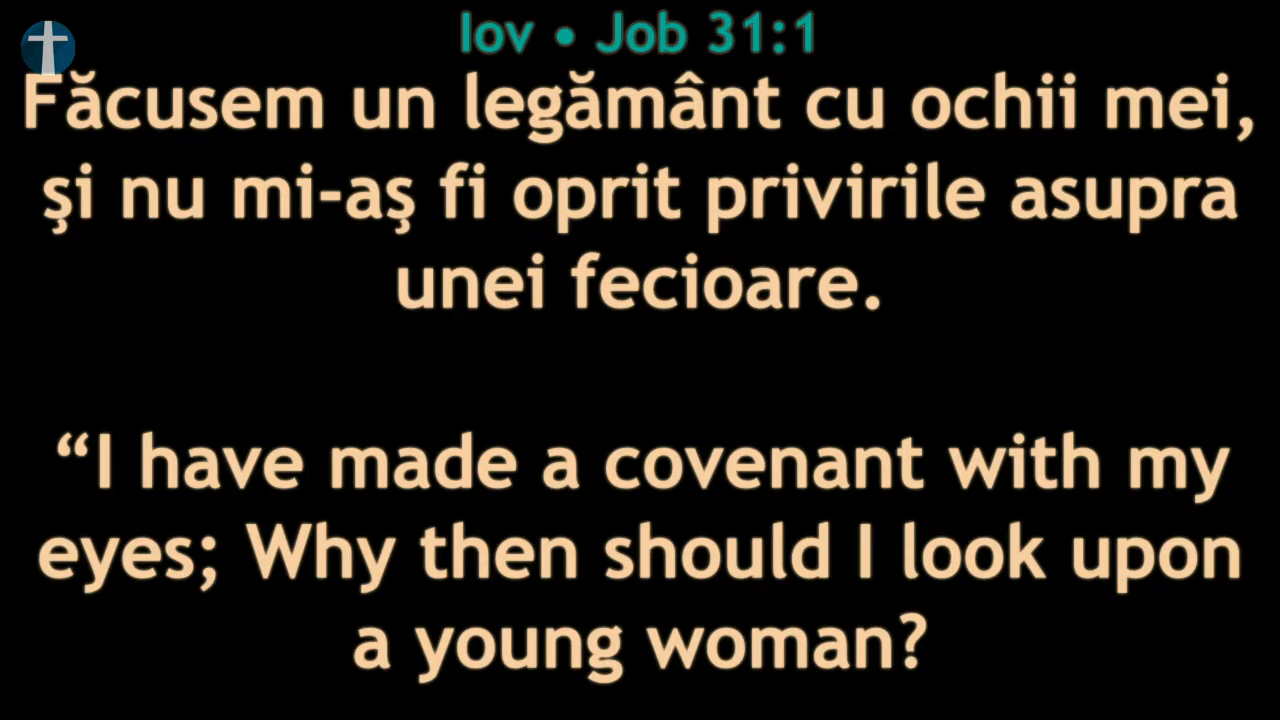 Iov • Job 31:1
Făcusem un legământ cu ochii mei,
şi nu mi-aş fi oprit privirile asupra
unei fecioare.
“I have made a covenant with my
eyes; Why then should I look upon
a young woman?